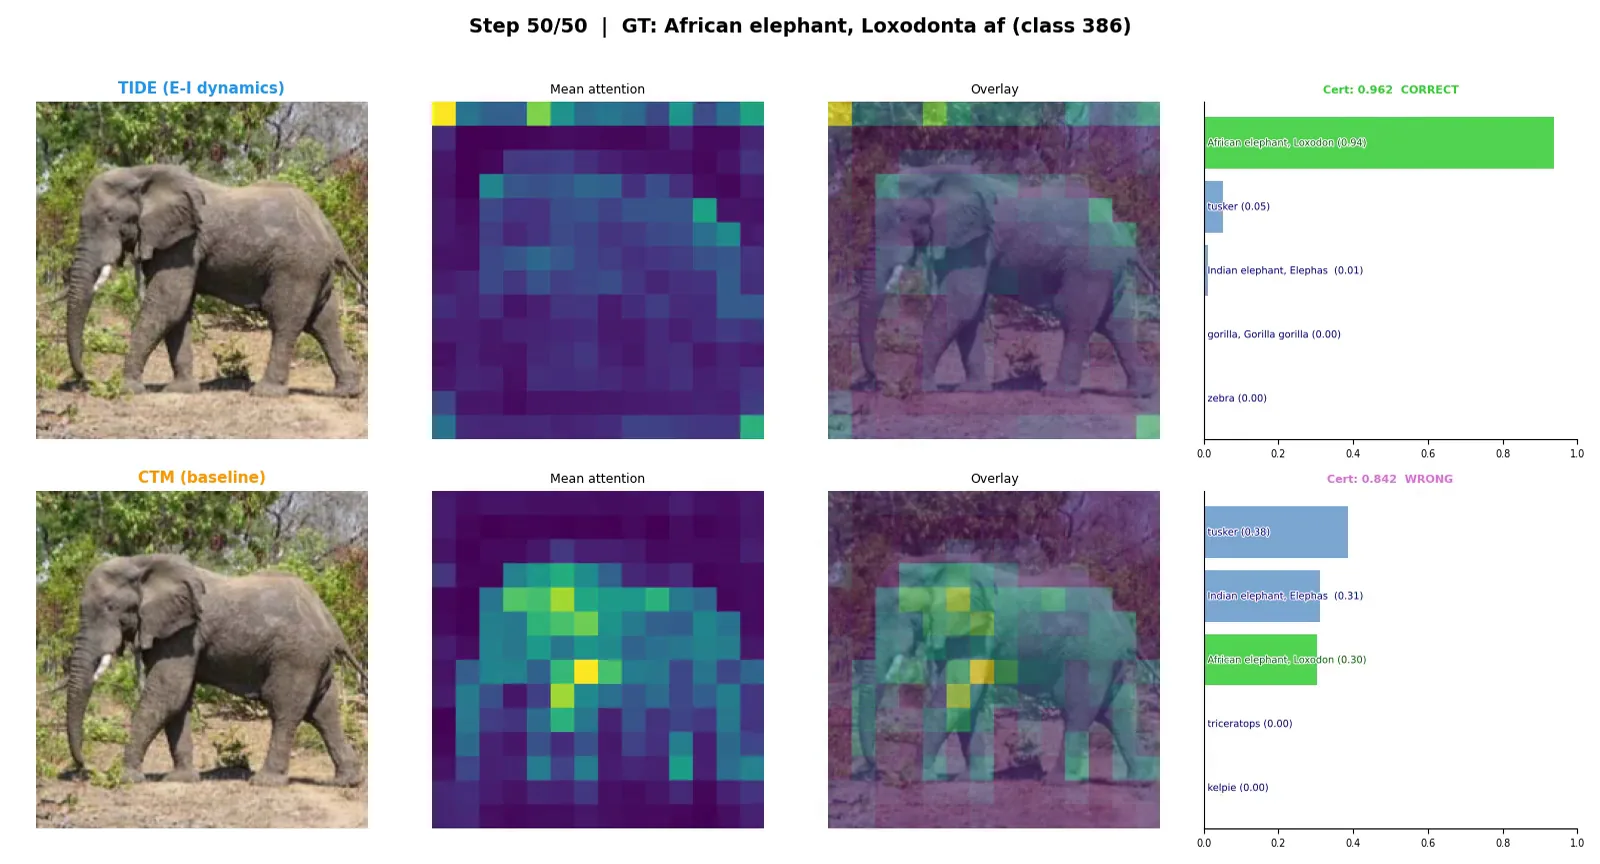 Step 50/50 | GT: African elephant, Loxodonta af (class 386)
TIDE (E-I dynamics)
Mean attention
Overlay
Cert: 0.962 CORRECT
African elephant, Loxodon (0.94)
tusker (0.05)
Indian elephant, Elephas (0.01)
gorilla, Gorilla gorilla (0.00)
zebra (0.00)
0.0 0.2 0.4 0.6 0.8 1.0
CTM (baseline)
Mean attention
Overlay
Cert: 0.842 WRONG
tusker (0.38)
Indian elephant, Elephas (0.31)
African elephant, Loxodon (0.30)
triceratops (0.00)
kelpie (0.00)
0.0 0.2 0.4 0.6 0.8 1.0